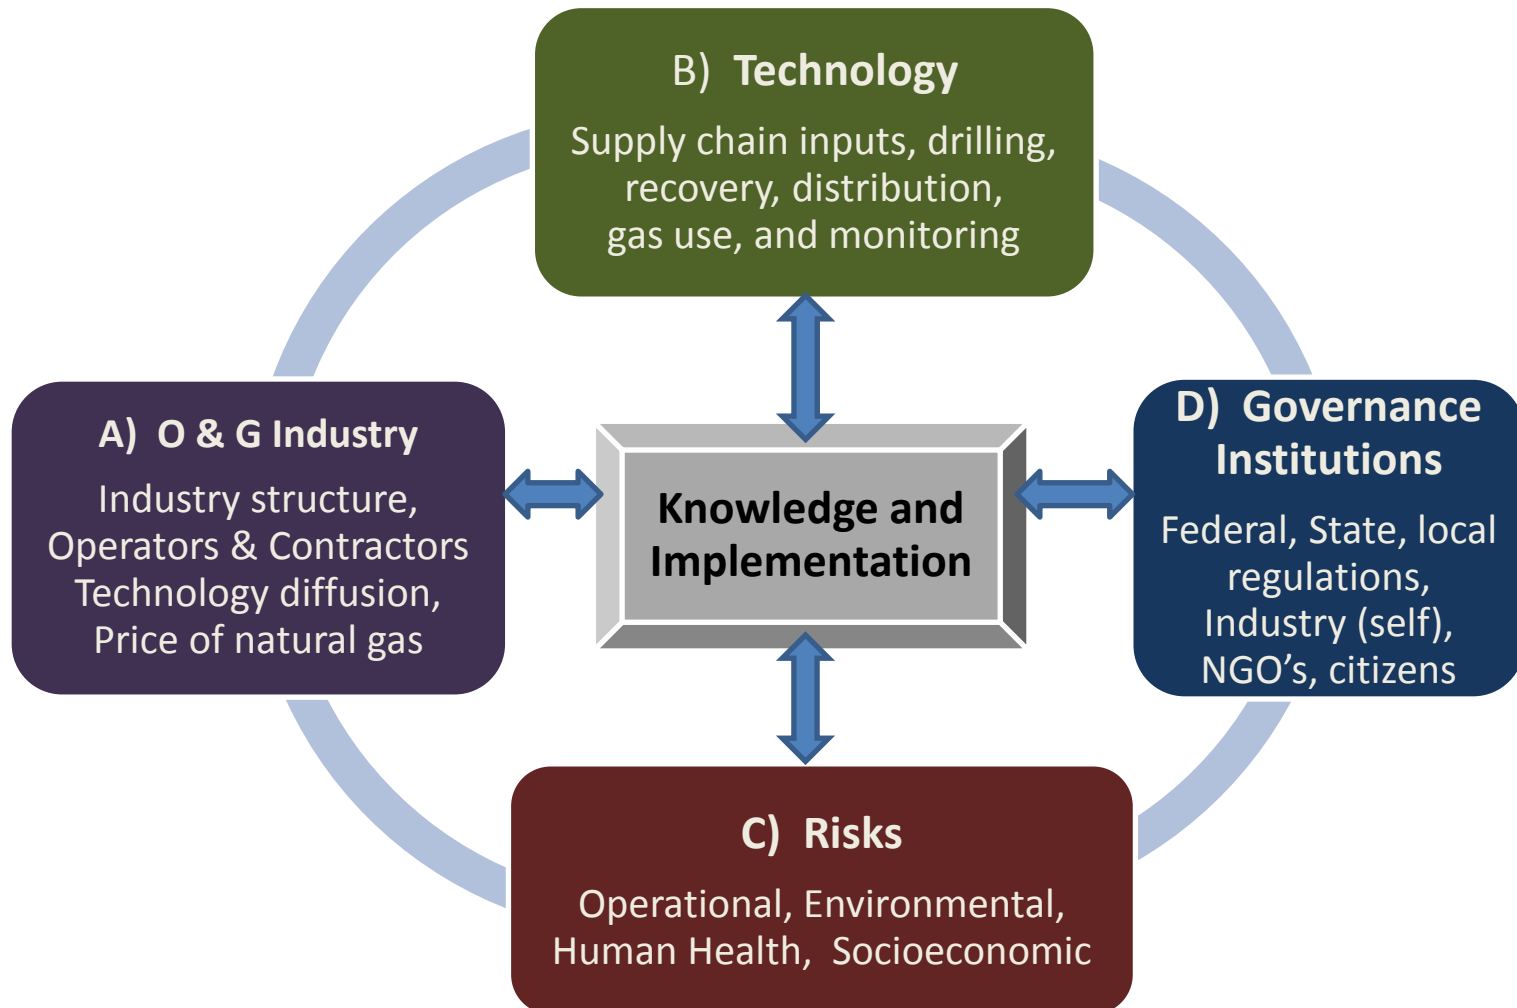 B) Technology
Supply chain inputs, drilling,
recovery, distribution,
gas use, and monitoring
A) O & G Industry
Industry structure,
Operators & Contractors
Technology diffusion,
Price of natural gas
Knowledge and
Implementation
D) Governance
Institutions
Federal, State, local
regulations,
Industry (self),
NGO’s, citizens
C) Risks
Operational, Environmental,
Human Health, Socioeconomic